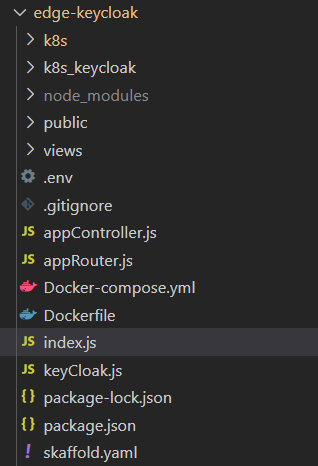 edge-keycloak
k8s
k8s_keycloak
node_modules
public
views
.env
.gitignore
JS appController.js
JS appRouter.js
Docker-compose.yml
Dockerfile
JS index.js
JS keyCloak.js
{} package-lock.json
{} package.json
! skaffold.yaml